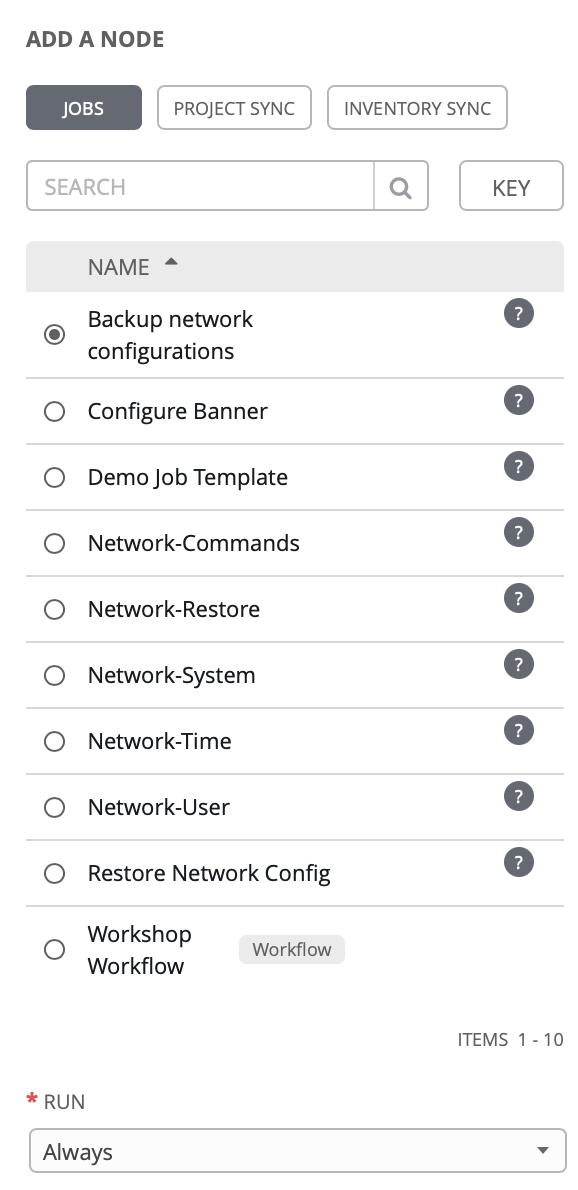 ADD A NODE
JOBS PROJECT SYNC INVENTORY SYNC
SEARCH KEY
NAME
Backup network ?
configurations
Configure Banner ?
Demo Job Template ?
Network-Commands ?
Network-Restore ?
Network-System ?
Network-Time ?
Network-User ?
Restore Network Config ?
Workshop
Workflow Workflow
ITEMS 1 - 10
* RUN
Always